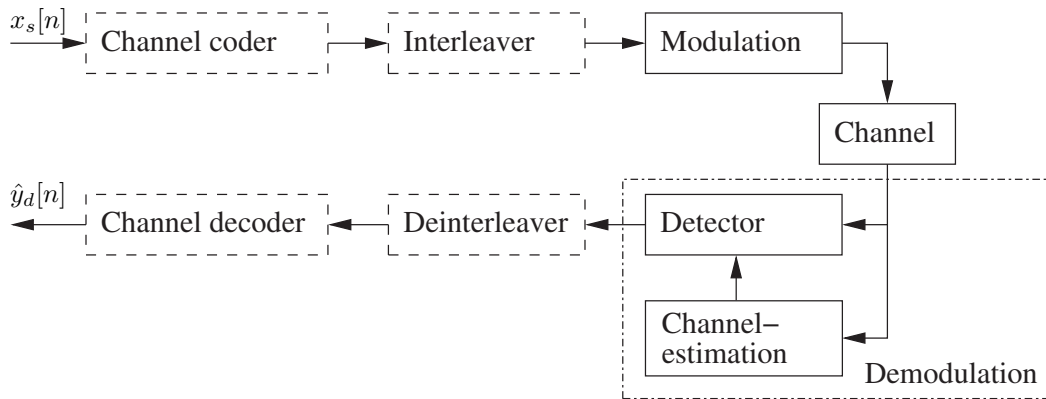 x_s[n]
Channel coder
Interleaver
Modulation
Channel
ŷ_d[n]
Channel decoder
Deinterleaver
Detector
Channel−
estimation
Demodulation